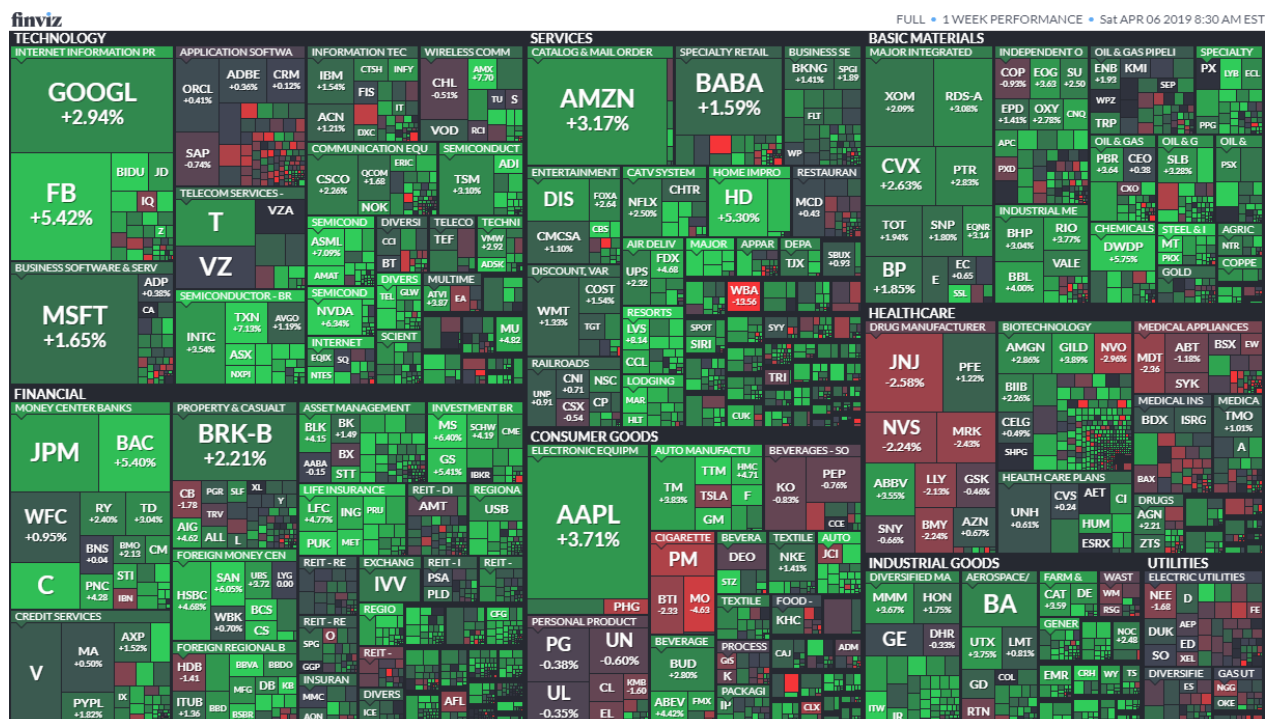 finviz
FULL • 1 WEEK PERFORMANCE • Sat APR 06 2019 8:30 AM EST
TECHNOLOGY
INTERNET INFORMATION PR
GOOGL
+2.94%
FB
+5.42%
BIDU
JD
IQ
Z
APPLICATION SOFTWA
ORCL
+0.41%
ADBE
+0.36%
CRM
+0.12%
SAP
-0.74%
INFORMATION TEC
IBM
+1.54%
CTSH
INFY
FIS
ACN
+1.21%
IT
DXC
WIRELESS COMM
CHL
-0.51%
AMX
+7.70
TU
S
VOD
RCI
COMMUNICATION EQU
CSCO
+2.26%
QCOM
+1.68
ERIC
NOK
SEMICONDUCT
TSM
+3.10%
ADI
TELECOM SERVICES -
T
VZA
VZ
BUSINESS SOFTWARE & SERV
MSFT
+1.65%
ADP
+0.38%
CA
SEMICONDUCTOR - BR
INTC
+3.54%
TXN
+7.13%
AVGO
+1.19%
ASX
NXPI
SEMICOND
ASML
+7.09%
AMAT
DIVERSI
CCI
BT
TELECO
TEF
TECHNI
VMW
+2.92
ADSK
SEMICOND
NVDA
+6.34%
DIVERS
TEL
GLW
MULTIME
ATVI
+2.87
EA
INTERNET
EQIX
SQ
NTES
SCIENT
MU
+4.82
SERVICES
CATALOG & MAIL ORDER
AMZN
+3.17%
SPECIALTY RETAIL
BABA
+1.59%
BUSINESS SE
BKNG
+1.41%
SPGI
+1.89
FLT
WP
ENTERTAINMENT
DIS
FOXA
+2.64
CMCSA
+1.10%
CBS
CATV SYSTEM
NFLX
+2.50%
CHTR
HOME IMPRO
HD
+5.30%
RESTAURAN
MCD
+0.43
SBUX
+0.93
AIR DELIV
UPS
+2.32
FDX
+4.68
MAJOR
APPAR
DEPA
TJX
DISCOUNT, VAR
WMT
+1.33%
COST
+1.54%
TGT
WBA
-13.56
RESORTS
LVS
+8.14
CCL
SPOT
SIRI
SYY
TRI
RAILROADS
UNP
+0.91
CNI
+0.71
NSC
CSX
-0.54
CP
LODGING
MAR
HLT
CUK
BASIC MATERIALS
MAJOR INTEGRATED
XOM
+2.09%
RDS-A
+3.08%
CVX
+2.63%
PTR
+2.83%
TOT
+1.94%
SNP
+1.80%
EQNR
+3.14
BP
+1.85%
E
EC
+0.65
SSL
INDEPENDENT O
COP
-0.93%
EOG
+3.63
SU
+2.50
EPD
+1.41%
OXY
+2.78%
CNQ
APC
PXD
OIL & GAS PIPELI
ENB
+1.93
KMI
SEP
WPZ
TRP
SPECIALTY
PX
LYB
ECL
PPG
OIL & GAS
PBR
+3.64
CEO
+0.38
CXO
OIL & G
SLB
+3.28%
OIL &
PSX
INDUSTRIAL ME
BHP
+3.04%
RIO
+3.77%
BBL
+4.00%
VALE
CHEMICALS
DWDP
+5.75%
STEEL & I
MT
PKX
AGRIC
NTR
GOLD
COPPE
HEALTHCARE
DRUG MANUFACTURER
JNJ
-2.58%
PFE
+1.22%
NVS
-2.24%
MRK
-2.43%
ABBV
+3.55%
LLY
-2.13%
GSK
-0.46%
SNY
-0.66%
BMY
-2.24%
AZN
+0.67%
BIOTECHNOLOGY
AMGN
+2.86%
GILD
+3.89%
NVO
-2.96%
BIIB
+2.26%
CELG
+0.49%
SHPG
MEDICAL APPLIANCES
MDT
-2.36
ABT
-1.18%
BSX
EW
SYK
MEDICAL INS
BDX
ISRG
BAX
MEDICA
TMO
+1.01%
A
HEALTH CARE PLANS
UNH
+0.61%
CVS
+0.24
AET
CI
HUM
ESRX
DRUGS
AGN
+2.21
ZTS
FINANCIAL
MONEY CENTER BANKS
JPM
BAC
+5.40%
WFC
+0.95%
RY
+2.40%
TD
+3.04%
BNS
+0.04
BMO
+2.13
CM
C
PNC
+4.28
STI
IBN
PROPERTY & CASUALT
BRK-B
+2.21%
CB
-1.78
PGR
SLF
XL
TRV
Y
AIG
+4.62
ALL
L
ASSET MANAGEMENT
BLK
+4.15
BK
+1.49
AABA
-0.15
BX
STT
INVESTMENT BR
MS
+6.40%
SCHW
+4.19
CME
GS
+5.41%
IBKR
LIFE INSURANCE
LFC
+4.77%
ING
PRU
PUK
MET
REIT - DI
AMT
REGIONA
USB
FOREIGN MONEY CEN
HSBC
+4.68%
SAN
+6.05%
UBS
+3.72
LYG
0.00
WBK
+0.70%
BCS
CS
REIT - RE
EXCHANG
IVV
REIT - I
PSA
PLD
REIT -
CREDIT SERVICES
V
MA
+0.50%
AXP
+1.52%
PYPL
+1.82%
IX
FOREIGN REGIONAL B
HDB
-1.41
BBVA
BBDO
MFG
DB
KB
ITUB
+1.36
BBD
BSBR
REIT - RE
SPG
O
GGP
REGIO
CFG
INSURAN
MMC
AON
REIT -
DIVERS
ICE
AFL
CONSUMER GOODS
ELECTRONIC EQUIPM
AAPL
+3.71%
PHG
AUTO MANUFACTU
TM
+3.83%
TTM
HMC
+4.71
TSLA
F
GM
BEVERAGES - SO
KO
-0.83%
PEP
-0.76%
CCE
CIGARETTE
PM
BTI
-2.33
MO
-4.63
BEVERA
DEO
STZ
TEXTILE
NKE
+1.41%
AUTO
JCI
TEXTILE
FOOD -
KHC
PERSONAL PRODUCT
PG
-0.38%
UN
-0.60%
UL
-0.35%
CL
KMB
-1.60
EL
BEVERAGE
BUD
+2.80%
ABEV
+4.42%
FMX
PROCESS
GIS
K
CAJ
ADM
PACKAGI
IP
CLX
INDUSTRIAL GOODS
DIVERSIFIED MA
MMM
+3.67%
HON
+1.75%
GE
DHR
-0.33%
ITW
IR
AEROSPACE/
BA
UTX
+3.75%
LMT
+0.81%
GD
COL
RTN
FARM &
CAT
+3.59
DE
WAST
WM
RSG
GENER
NOC
+2.48
EMR
CRH
WY
TS
UTILITIES
ELECTRIC UTILITIES
NEE
-1.68
D
FE
DUK
AEP
ED
SO
XEL
DIVERSIFIE
ES
GAS UT
NGG
OKE